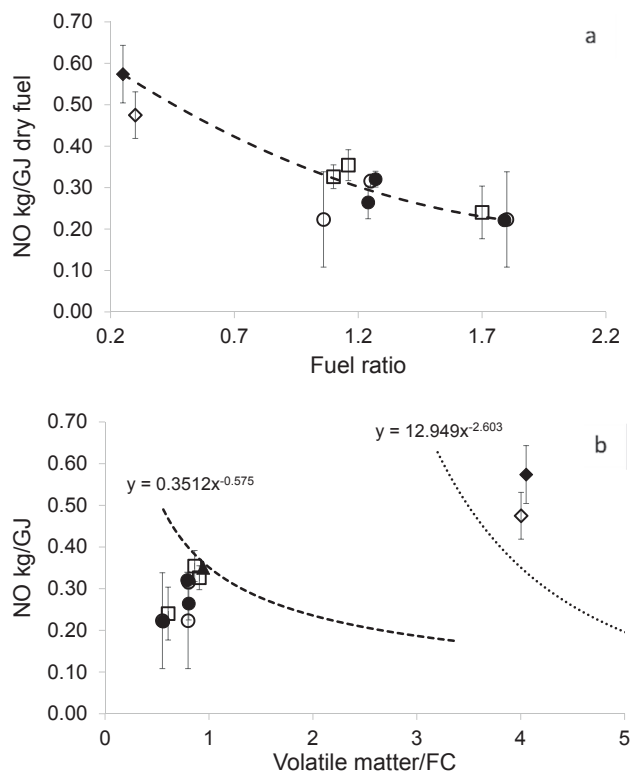 a
NO kg/GJ dry fuel
0.70
0.60
0.50
0.40
0.30
0.20
0.10
0.00
0.2 0.7 1.2 1.7 2.2
Fuel ratio
b
NO kg/GJ
0.70
0.60
0.50
0.40
0.30
0.20
0.10
0.00
y = 12.949x^-2.603
y = 0.3512x^-0.575
0 1 2 3 4 5
Volatile matter/FC